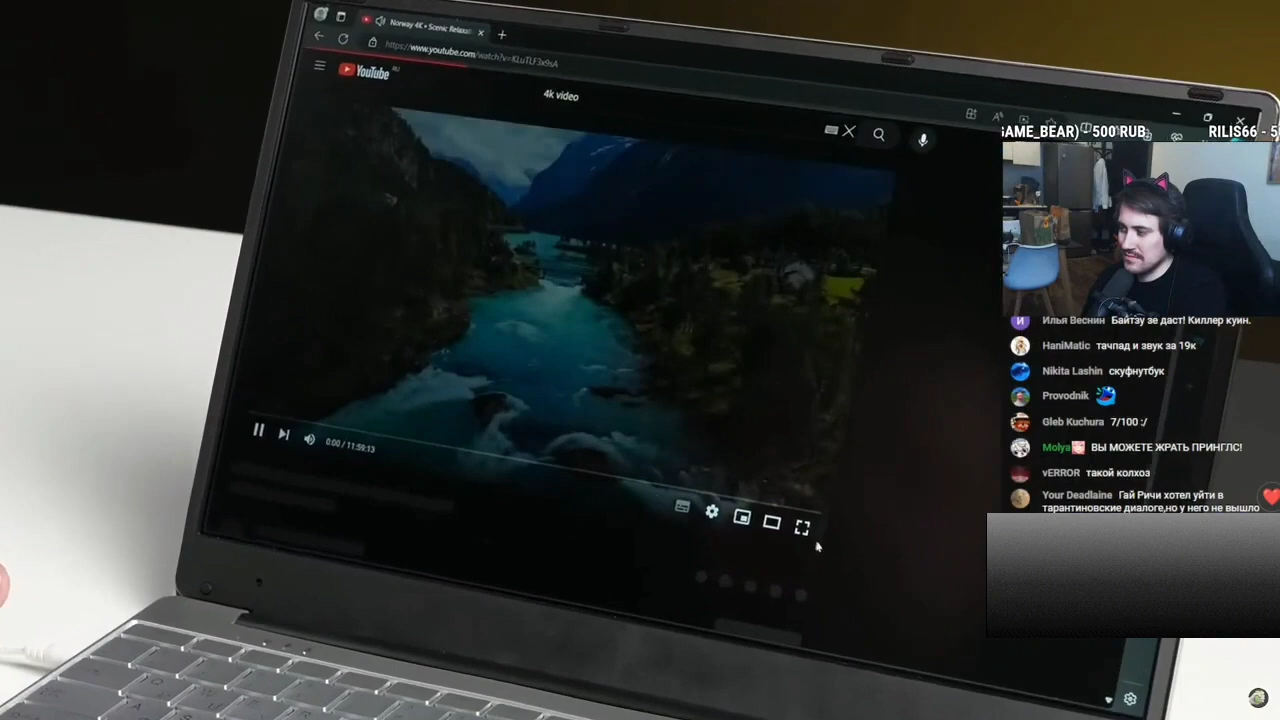 Norway 4K • Scenic Relaxa
https://www.youtube.com/watch?v=KLuTLF3x9sA
YouTube RU
4k video
GAME_BEAR) - 500 RUB
RILIS66 - 5
Илья Веснин Байтзу зе даст! Киллер куин.
HaniMatic тачпад и звук за 19к
Nikita Lashin скуфнутбук
Provodnik
Gleb Kuchura 7/100 :/
Molya ВЫ МОЖЕТЕ ЖРАТЬ ПРИНГЛС!
vERROR такой колхоз
Your Deadlaine Гай Ричи хотел уйти в
тарантиновские диалоге,но у него не вышло
0:00 / 11:59:13